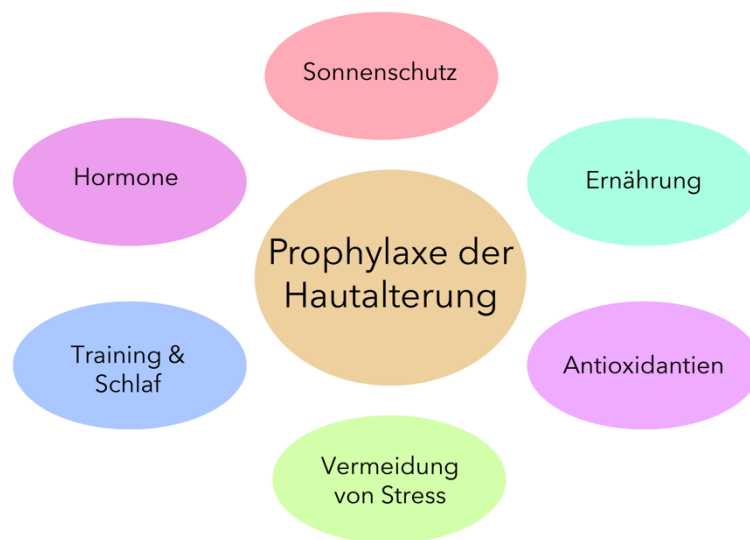 Sonnenschutz
Hormone
Ernährung
Prophylaxe der
Hautalterung
Training &
Schlaf
Antioxidantien
Vermeidung
von Stress